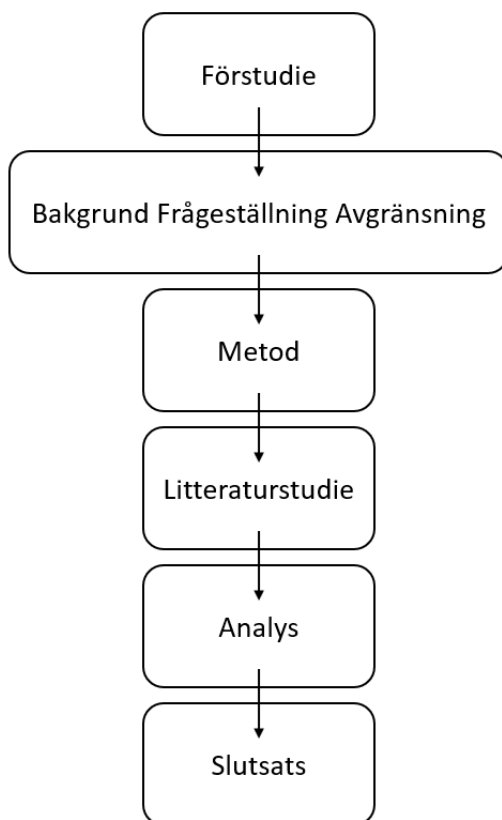 Förstudie
Bakgrund Frågeställning Avgränsning
Metod
Litteraturstudie
Analys
Slutsats